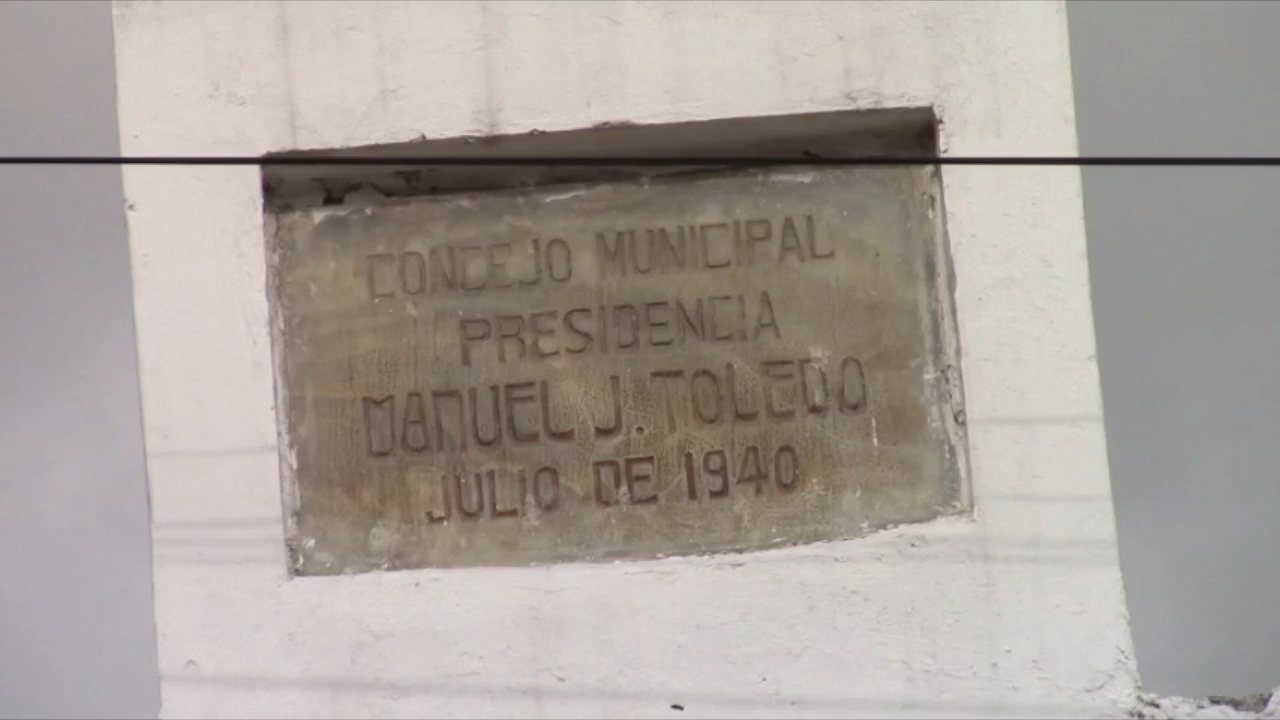 CONCEJO MUNICIPAL
PRESIDENCIA
MANUEL J. TOLEDO
JULIO DE 1940